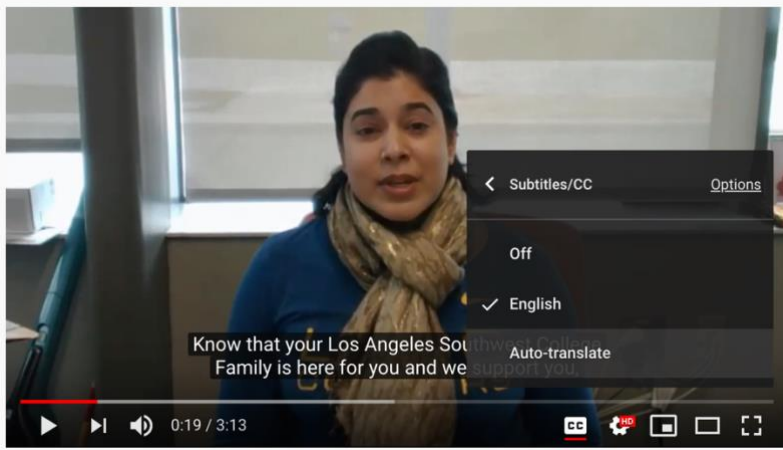 Subtitles/CC Options
Off
English
Auto-translate
Know that your Los Angeles Southwest College
Family is here for you and we support you,
0:19 / 3:13
CC
HD